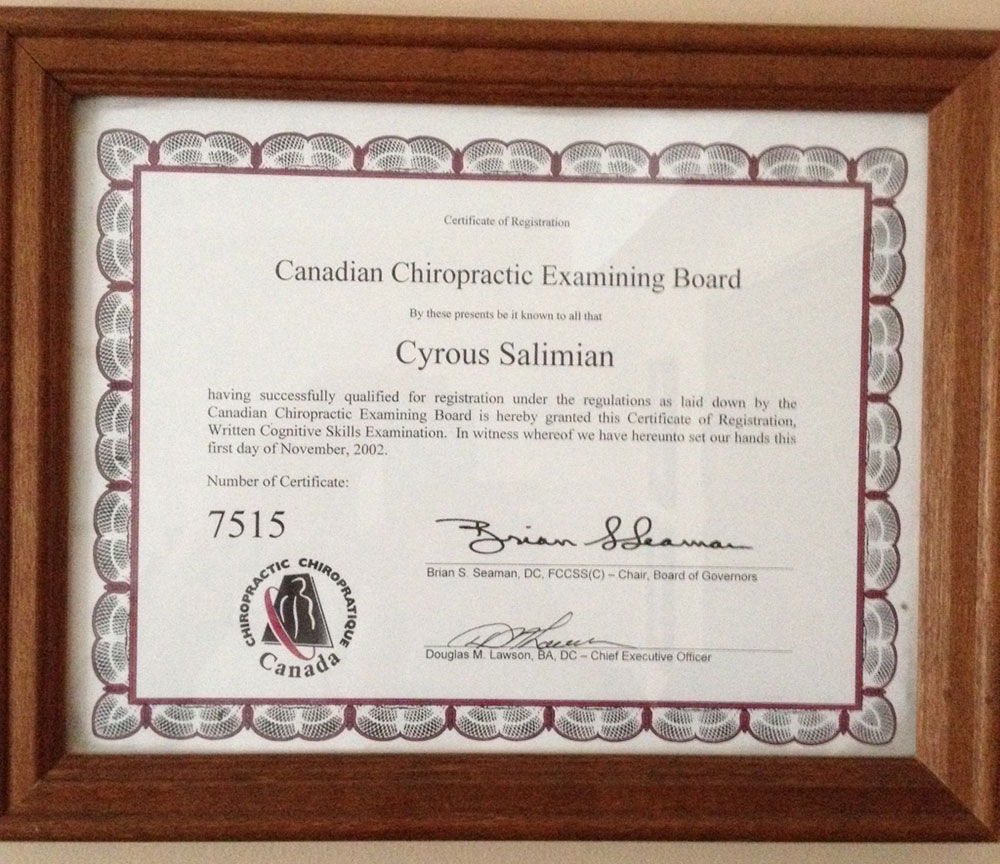 Certificate of Registration
Canadian Chiropractic Examining Board
By these presents be it known to all that
Cyrous Salimian
having successfully qualified for registration under the regulations as laid down by the
Canadian Chiropractic Examining Board is hereby granted this Certificate of Registration,
Written Cognitive Skills Examination. In witness whereof we have hereunto set our hands this
first day of November, 2002.
Number of Certificate:
7515
Brian S Seaman
Brian S. Seaman, DC, FCCSS(C) – Chair, Board of Governors
CHIROPRACTIC CHIROPRATIQUE
Canada
D M Lawson
Douglas M. Lawson, BA, DC – Chief Executive Officer